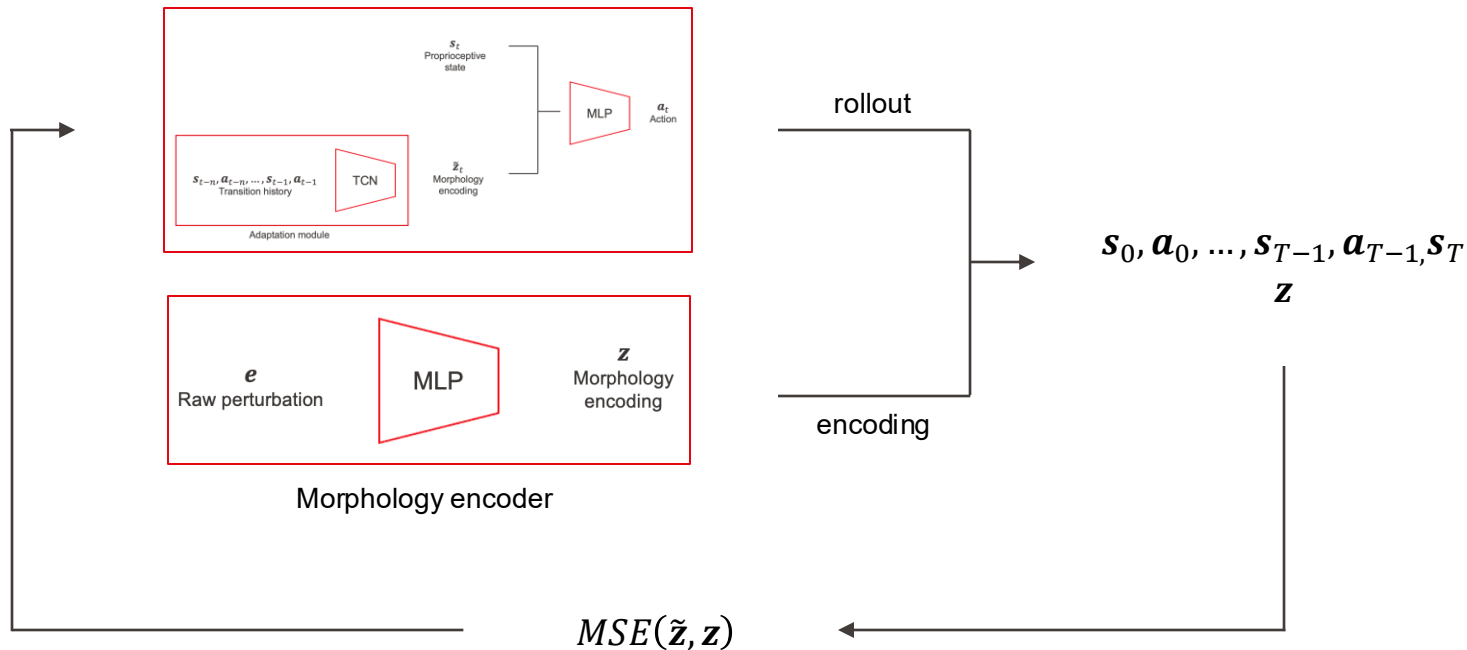 s_t
Proprioceptive
state
MLP
a_t
Action
s_{t−n}, a_{t−n}, ..., s_{t−1}, a_{t−1}
Transition history
TCN
z̃_t
Morphology
encoding
Adaptation module
rollout
s_0, a_0, ..., s_{T−1}, a_{T−1,} s_T
z
e
Raw perturbation
MLP
z
Morphology
encoding
encoding
Morphology encoder
MSE(z̃, z)